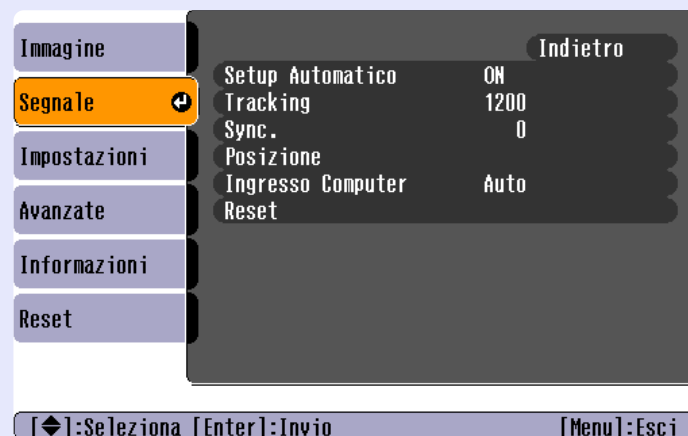 Immagine
Segnale
Impostazioni
Avanzate
Informazioni
Reset
Indietro
Setup Automatico ON
Tracking 1200
Sync. 0
Posizione
Ingresso Computer Auto
Reset
[◆]:Seleziona [Enter]:Invio [Menu]:Esci